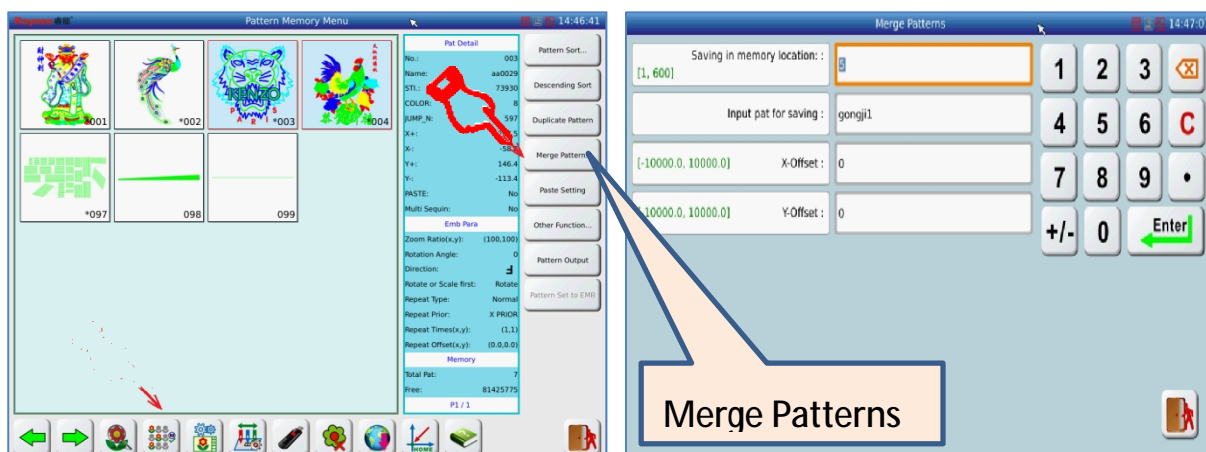 Pattern Memory Menu
14:46:41
*001
*002
KENZO
PARIS
*003
*004
*097
098
099
Pat Detail
No.: 003
Name: aa0029
STI.: 73930
COLOR: 8
JUMP_N: 597
X+:
X-:
Y+: 146.4
Y-: -113.4
PASTE: No
Multi Sequin: No
Emb Para
Zoom Ratio(x,y): (100,100)
Rotation Angle: 0
Direction:
Rotate or Scale first: Rotate
Repeat Type: Normal
Repeat Prior: X PRIOR
Repeat Times(x,y): (1,1)
Repeat Offset(x,y): (0.0,0.0)
Memory
Total Pat: 7
Free: 81425775
P1 / 1
Pattern Sort...
Descending Sort
Duplicate Pattern
Merge Pattern
Paste Setting
Other Function...
Pattern Output
Pattern Set to EMB
HOME
Merge Patterns
14:47:0
Saving in memory location: :
[1, 600]
5
Input pat for saving : gongji1
[-10000.0, 10000.0] X-Offset : 0
10000.0, 10000.0] Y-Offset : 0
1 2 3
4 5 6 C
7 8 9 •
+/- 0 Enter
Merge Patterns